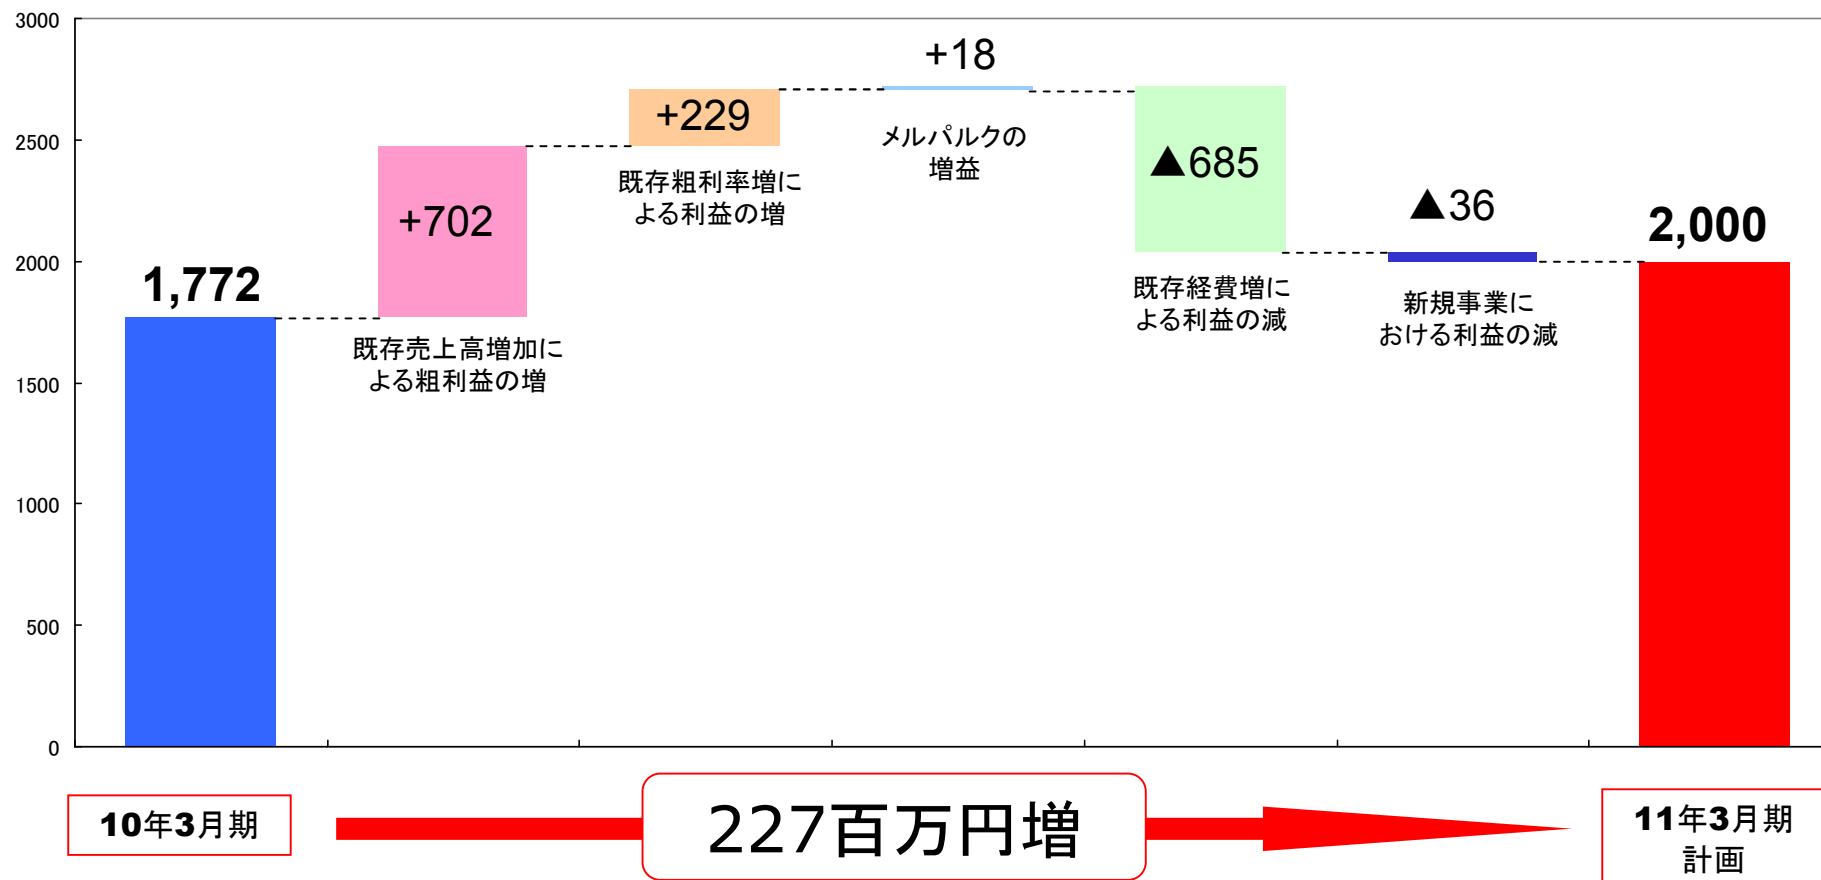 3000
2500
2000
1500
1000
500
0
1,772
+702
既存売上高増加に
よる粗利益の増
+229
既存粗利率増に
よる利益の増
+18
メルパルクの
増益
▲685
既存経費増に
よる利益の減
▲36
新規事業に
おける利益の減
2,000
10年3月期
227百万円増
11年3月期
計画